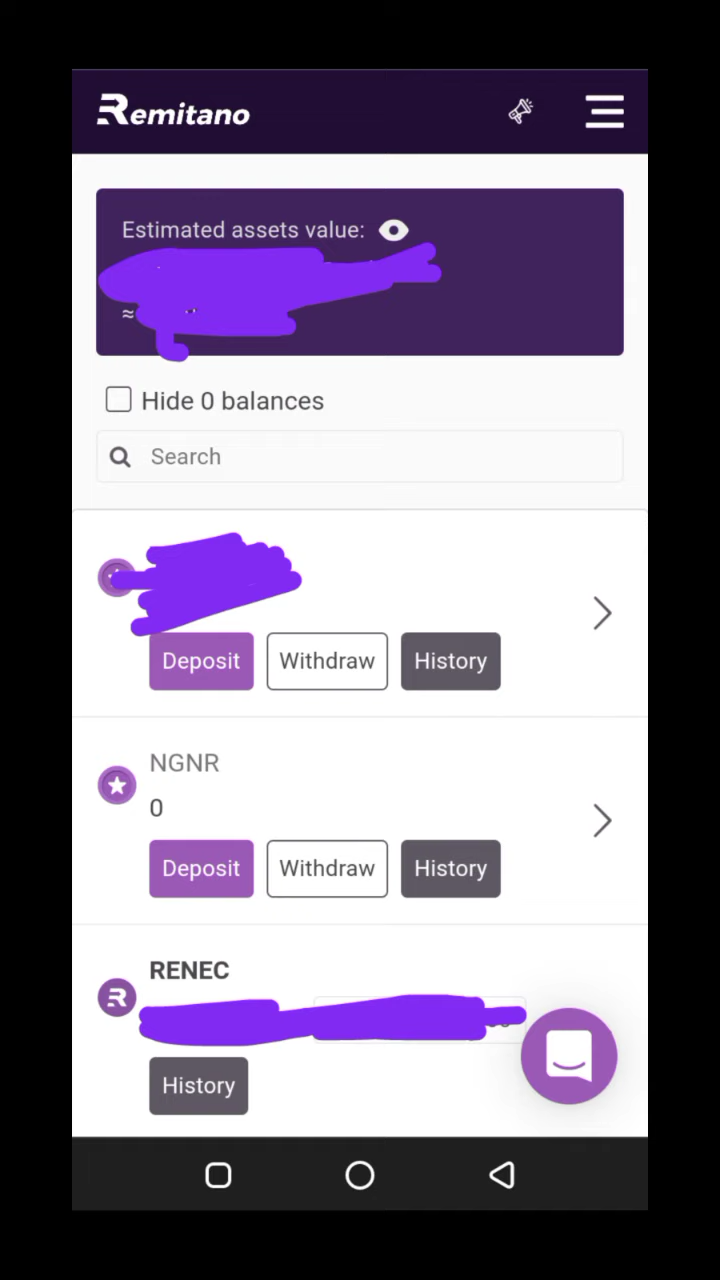 Remitano
Estimated assets value:
≈
Hide 0 balances
Search
Deposit Withdraw History
NGNR
0
Deposit Withdraw History
RENEC
History